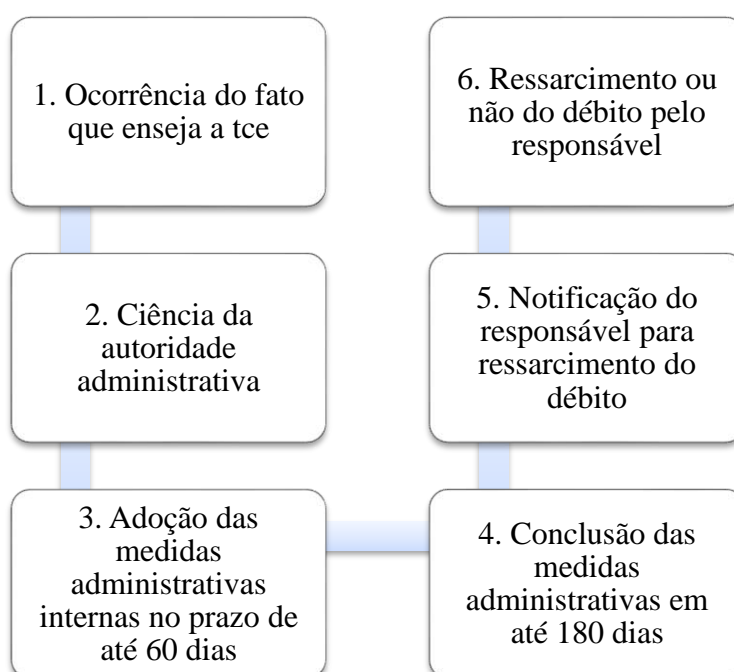 1. Ocorrência do fato
que enseja a tce
2. Ciência da
autoridade
administrativa
3. Adoção das
medidas
administrativas
internas no prazo de
até 60 dias
4. Conclusão das
medidas
administrativas em
até 180 dias
5. Notificação do
responsável para
ressarcimento do
débito
6. Ressarcimento ou
não do débito pelo
responsável